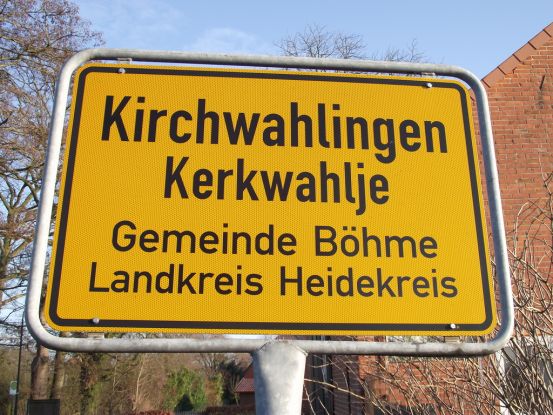 Kirchwahlingen
Kerkwahlje
Gemeinde Böhme
Landkreis Heidekreis